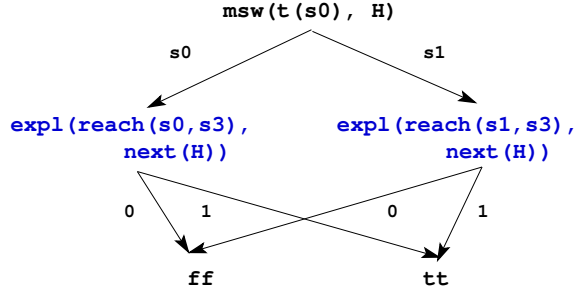 msw(t(s0), H)
s0 s1
expl(reach(s0,s3), expl(reach(s1,s3),
next(H)) next(H))
0 1 0 1
ff tt